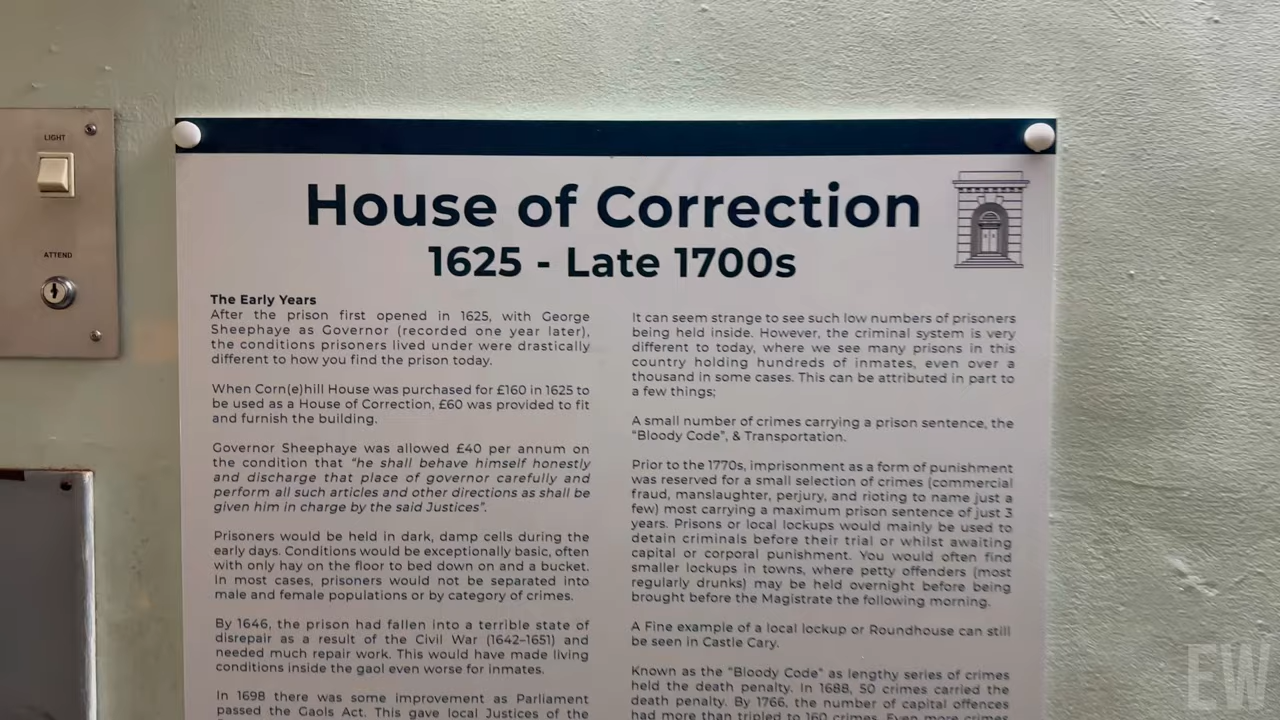 LIGHT
ATTEND
House of Correction
1625 - Late 1700s
The Early Years
After the prison first opened in 1625, with George
Sheephaye as Governor (recorded one year later),
the conditions prisoners lived under were drastically
different to how you find the prison today.
When Corn(e)hill House was purchased for £160 in 1625 to
be used as a House of Correction, £60 was provided to fit
and furnish the building.
Governor Sheephaye was allowed £40 per annum on
the condition that “he shall behave himself honestly
and discharge that place of governor carefully and
perform all such articles and other directions as shall be
given him in charge by the said Justices”.
Prisoners would be held in dark, damp cells during the
early days. Conditions would be exceptionally basic, often
with only hay on the floor to bed down on and a bucket.
In most cases, prisoners would not be separated into
male and female populations or by category of crimes.
By 1646, the prison had fallen into a terrible state of
disrepair as a result of the Civil War (1642-1651) and
needed much repair work. This would have made living
conditions inside the gaol even worse for inmates.
In 1698 there was some improvement as Parliament
passed the Gaols Act. This gave local Justices of the
It can seem strange to see such low numbers of prisoners
being held inside. However, the criminal system is very
different to today, where we see many prisons in this
country holding hundreds of inmates, even over a
thousand in some cases. This can be attributed in part to
a few things;
A small number of crimes carrying a prison sentence, the
“Bloody Code”, & Transportation.
Prior to the 1770s, imprisonment as a form of punishment
was reserved for a small selection of crimes (commercial
fraud, manslaughter, perjury, and rioting to name just a
few) most carrying a maximum prison sentence of just 3
years. Prisons or local lockups would mainly be used to
detain criminals before their trial or whilst awaiting
capital or corporal punishment. You would often find
smaller lockups in towns, where petty offenders (most
regularly drunks) may be held overnight before being
brought before the Magistrate the following morning.
A Fine example of a local lockup or Roundhouse can still
be seen in Castle Cary.
Known as the “Bloody Code” as lengthy series of crimes
held the death penalty. In 1688, 50 crimes carried the
death penalty. By 1766, the number of capital offences
had more than tripled to 160 crimes. Even more crimes
EW